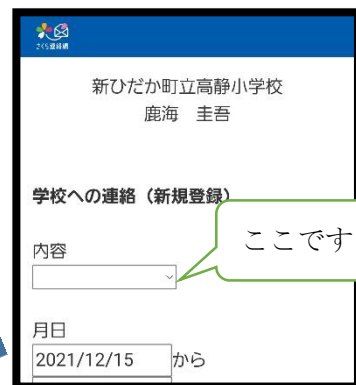 さくら連絡網
新ひだか町立高静小学校
鹿海 圭吾
学校への連絡（新規登録）
ここです
内容
月日
2021/12/15 から